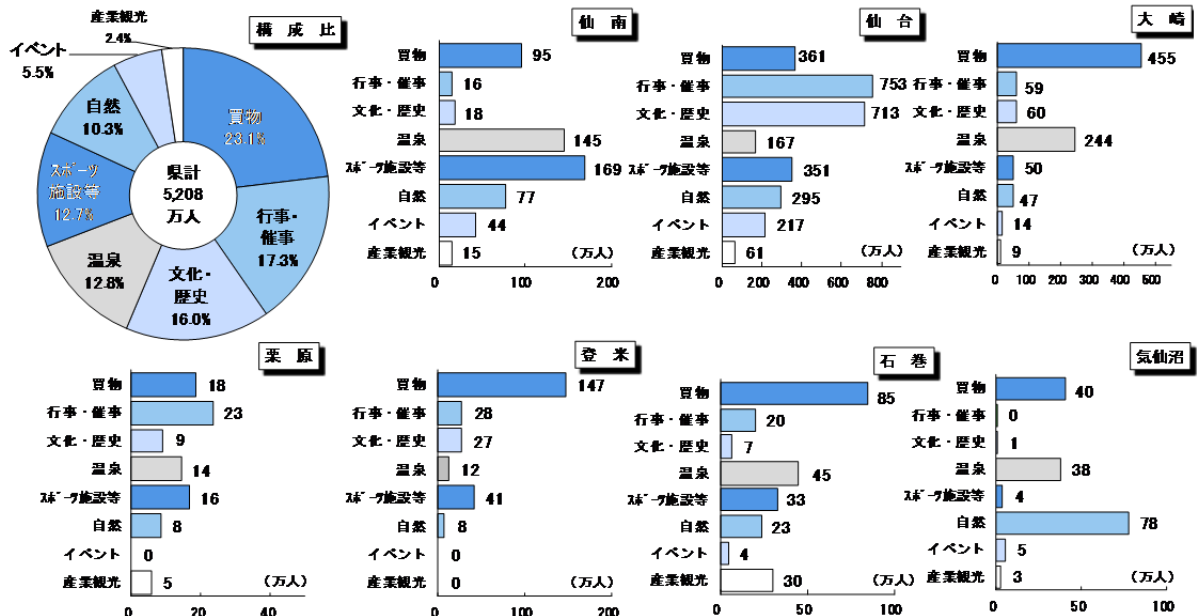 構成比
産業観光
2.4%
イベント
5.5%
自然
10.3%
スポーツ
施設等
12.7%
温泉
12.8%
文化・
歴史
16.0%
行事・
催事
17.3%
買物
23.1%
県計
5,208
万人
仙南
買物 95
行事・催事 16
文化・歴史 18
温泉 145
スポーツ施設等 169
自然 77
イベント 44
産業観光 15 (万人)
0 100 200
仙台
買物 361
行事・催事 753
文化・歴史 713
温泉 167
スポーツ施設等 351
自然 295
イベント 217
産業観光 61 (万人)
0 200 400 600 800
大崎
買物 455
行事・催事 59
文化・歴史 60
温泉 244
スポーツ施設等 50
自然 47
イベント 14
産業観光 9 (万人)
0 100 200 300 400 500
栗原
買物 18
行事・催事 23
文化・歴史 9
温泉 14
スポーツ施設等 16
自然 8
イベント 0
産業観光 5 (万人)
0 20 40
登米
買物 147
行事・催事 28
文化・歴史 27
温泉 12
スポーツ施設等 41
自然 8
イベント 0
産業観光 0 (万人)
0 100 200
石巻
買物 85
行事・催事 20
文化・歴史 7
温泉 45
スポーツ施設等 33
自然 23
イベント 4
産業観光 30 (万人)
0 50 100
気仙沼
買物 40
行事・催事 0
文化・歴史 1
温泉 38
スポーツ施設等 4
自然 78
イベント 5
産業観光 3 (万人)
0 50 100